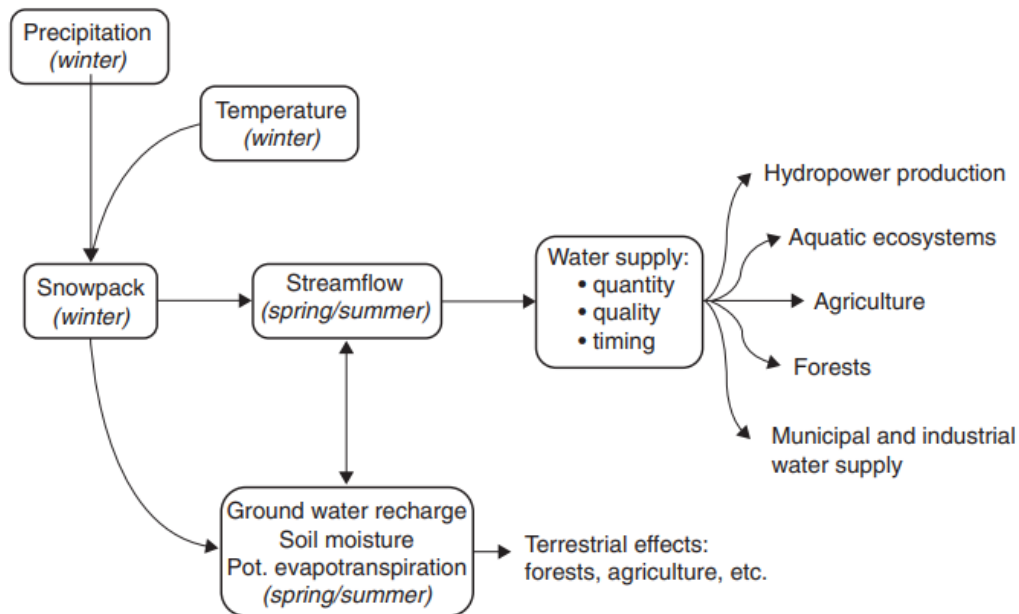 Precipitation
(winter)
Temperature
(winter)
Snowpack
(winter)
Streamflow
(spring/summer)
Water supply:
• quantity
• quality
• timing
Hydropower production
Aquatic ecosystems
Agriculture
Forests
Municipal and industrial
water supply
Ground water recharge
Soil moisture
Pot. evapotranspiration
(spring/summer)
Terrestrial effects:
forests, agriculture, etc.